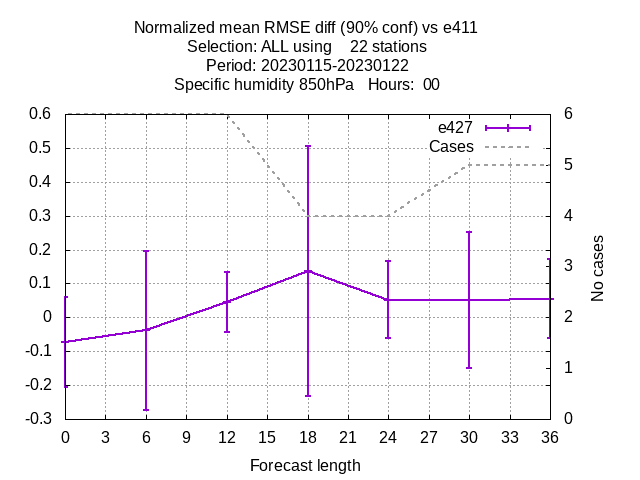 Normalized mean RMSE diff (90% conf) vs e411
Selection: ALL using    22 stations
Period: 20230115-20230122
Specific humidity 850hPa   Hours:  00
e427
Cases
0.6
0.5
0.4
0.3
0.2
0.1
0
-0.1
-0.2
-0.3
6
5
4
3
2
1
0
No cases
0 3 6 9 12 15 18 21 24 27 30 33 36
Forecast length